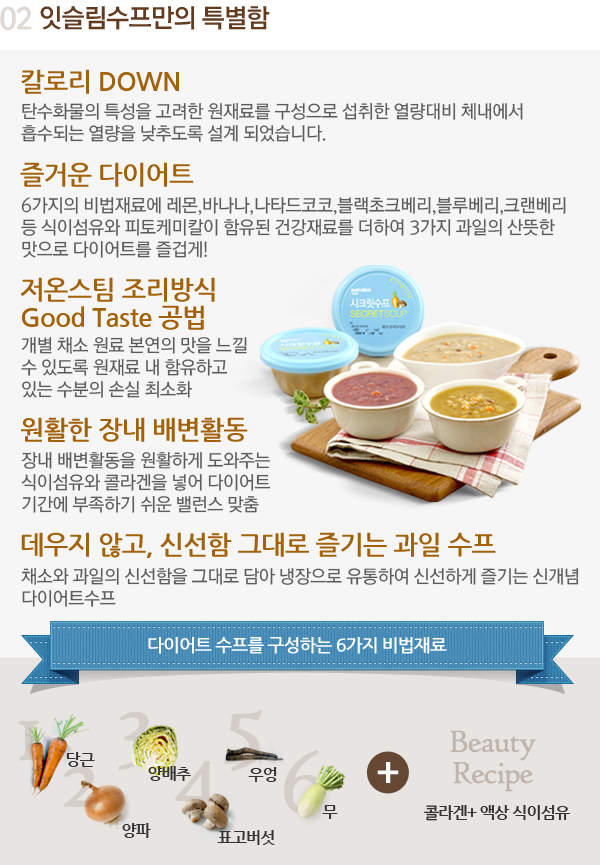 02 잇슬림수프만의 특별함
칼로리 DOWN
탄수화물의 특성을 고려한 원재료를 구성으로 섭취한 열량대비 체내에서
흡수되는 열량을 낮추도록 설계 되었습니다.
즐거운 다이어트
6가지의 비법재료에 레몬,바나나,나타드코코,블랙초크베리,블루베리,크랜베리
등 식이섬유와 피토케미칼이 함유된 건강재료를 더하여 3가지 과일의 산뜻한
맛으로 다이어트를 즐겁게!
저온스팀 조리방식
Good Taste 공법
개별 채소 원료 본연의 맛을 느낄
수 있도록 원재료 내 함유하고
있는 수분의 손실 최소화
시크릿수프
SECRET SOUP
시크릿수프
원활한 장내 배변활동
장내 배변활동을 원활하게 도와주는
식이섬유와 콜라겐을 넣어 다이어트
기간에 부족하기 쉬운 밸런스 맞춤
데우지 않고, 신선함 그대로 즐기는 과일 수프
채소와 과일의 신선함을 그대로 담아 냉장으로 유통하여 신선하게 즐기는 신개념
다이어트수프
다이어트 수프를 구성하는 6가지 비법재료
1 당근
2 양파
3 양배추
4 표고버섯
5 우엉
6 무
+
Beauty
Recipe
콜라겐+ 액상 식이섬유